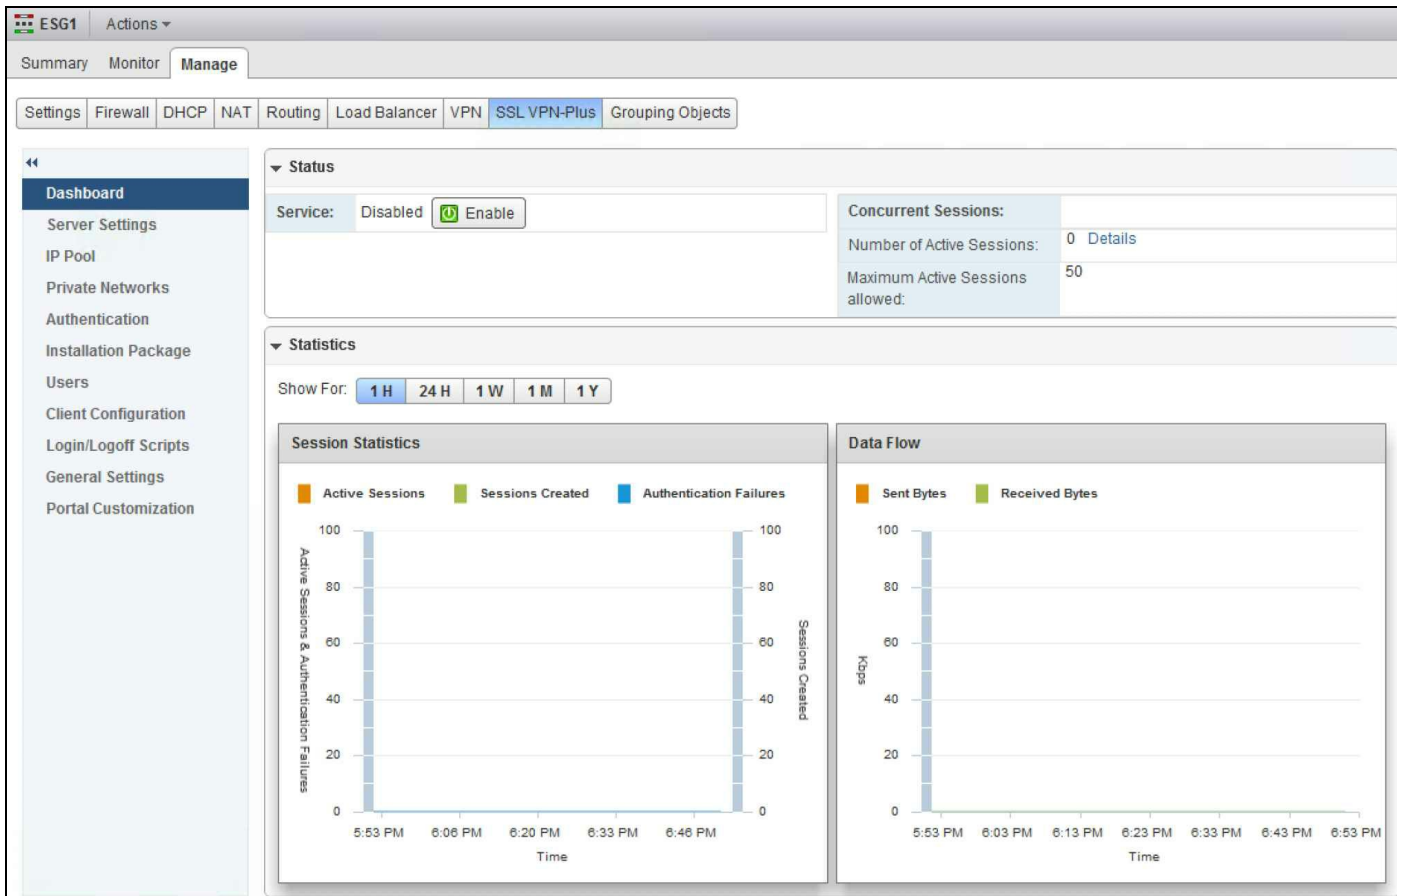 ESG1 Actions
Summary Monitor Manage
Settings Firewall DHCP NAT Routing Load Balancer VPN SSL VPN-Plus Grouping Objects
Dashboard
Server Settings
IP Pool
Private Networks
Authentication
Installation Package
Users
Client Configuration
Login/Logoff Scripts
General Settings
Portal Customization
Status
Service: Disabled Enable
Concurrent Sessions:
Number of Active Sessions: 0 Details
Maximum Active Sessions 50
allowed:
Statistics
Show For: 1 H 24 H 1 W 1 M 1 Y
Session Statistics
Active Sessions Sessions Created Authentication Failures
Active Sessions & Authentication Failures
100 100
80 80
60 60
40 40
20 20
0 0
Sessions Created
5:53 PM 6:06 PM 6:20 PM 6:33 PM 6:46 PM
Time
Data Flow
Sent Bytes Received Bytes
Kbps
100
80
60
40
20
0
5:53 PM 6:03 PM 6:13 PM 6:23 PM 6:33 PM 6:43 PM 6:53 PM
Time